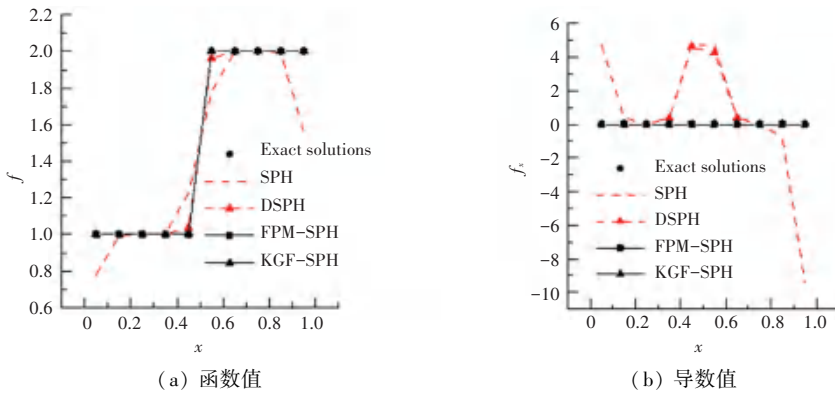 2.2
2.0
1.8
1.6
1.4
1.2
1.0
0.8
0.6
f
0
0.2
0.4
0.6
0.8
1.0
x
Exact solutions
SPH
DSPH
FPM-SPH
KGF-SPH
(a) 函数值
6
4
2
0
-2
-4
-6
-8
-10
fx
0
0.2
0.4
0.6
0.8
1.0
x
Exact solutions
SPH
DSPH
FPM-SPH
KGF-SPH
(b) 导数值